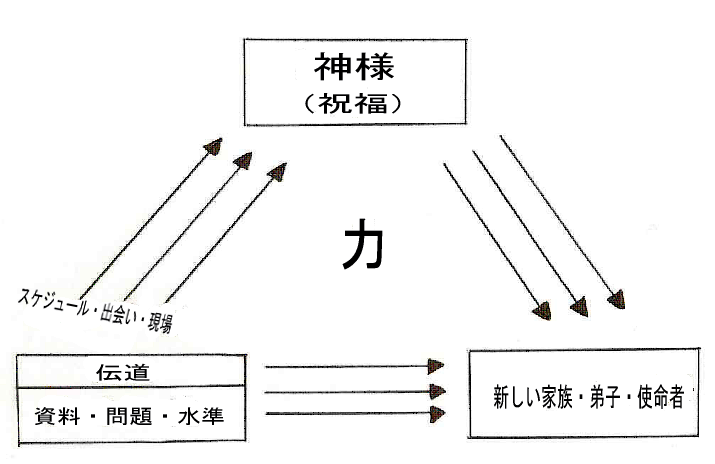 神様
（祝福）
力
スケジュール・出会い・現場
伝道
資料・問題・水準
新しい家族・弟子・使命者